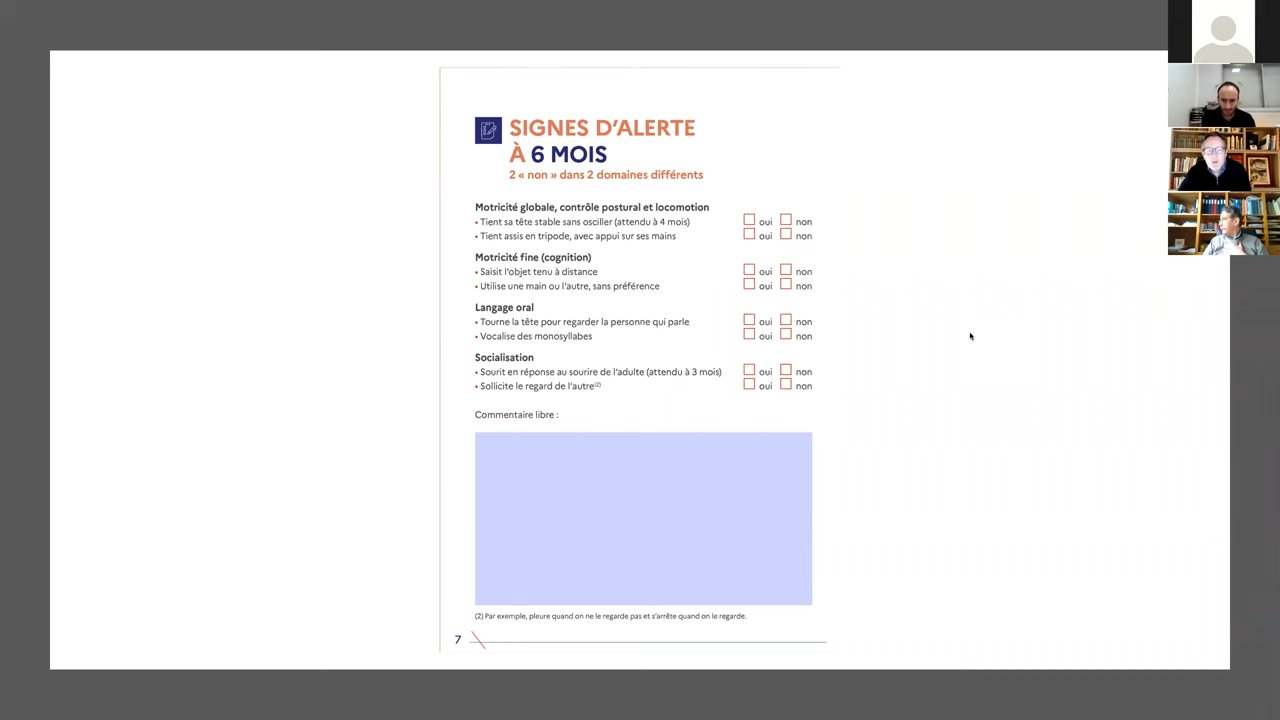 SIGNES D'ALERTE
À 6 MOIS
2 « non » dans 2 domaines différents
Motricité globale, contrôle postural et locomotion
• Tient sa tête stable sans osciller (attendu à 4 mois) oui non
• Tient assis en tripode, avec appui sur ses mains oui non
Motricité fine (cognition)
• Saisit l'objet tenu à distance oui non
• Utilise une main ou l'autre, sans préférence oui non
Langage oral
• Tourne la tête pour regarder la personne qui parle oui non
• Vocalise des monosyllabes oui non
Socialisation
• Sourit en réponse au sourire de l'adulte (attendu à 3 mois) oui non
• Sollicite le regard de l'autre(2) oui non
Commentaire libre :
(2) Par exemple, pleure quand on ne le regarde pas et s'arrête quand on le regarde.
7